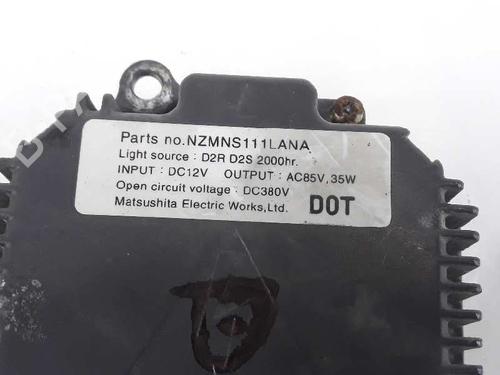 Parts no.NZMNS111LANA
Light source : D2R D2S 2000hr.
INPUT : DC12V OUTPUT : AC85V, 35W
Open circuit voltage : DC380V
Matsushita Electric Works, Ltd. DOT